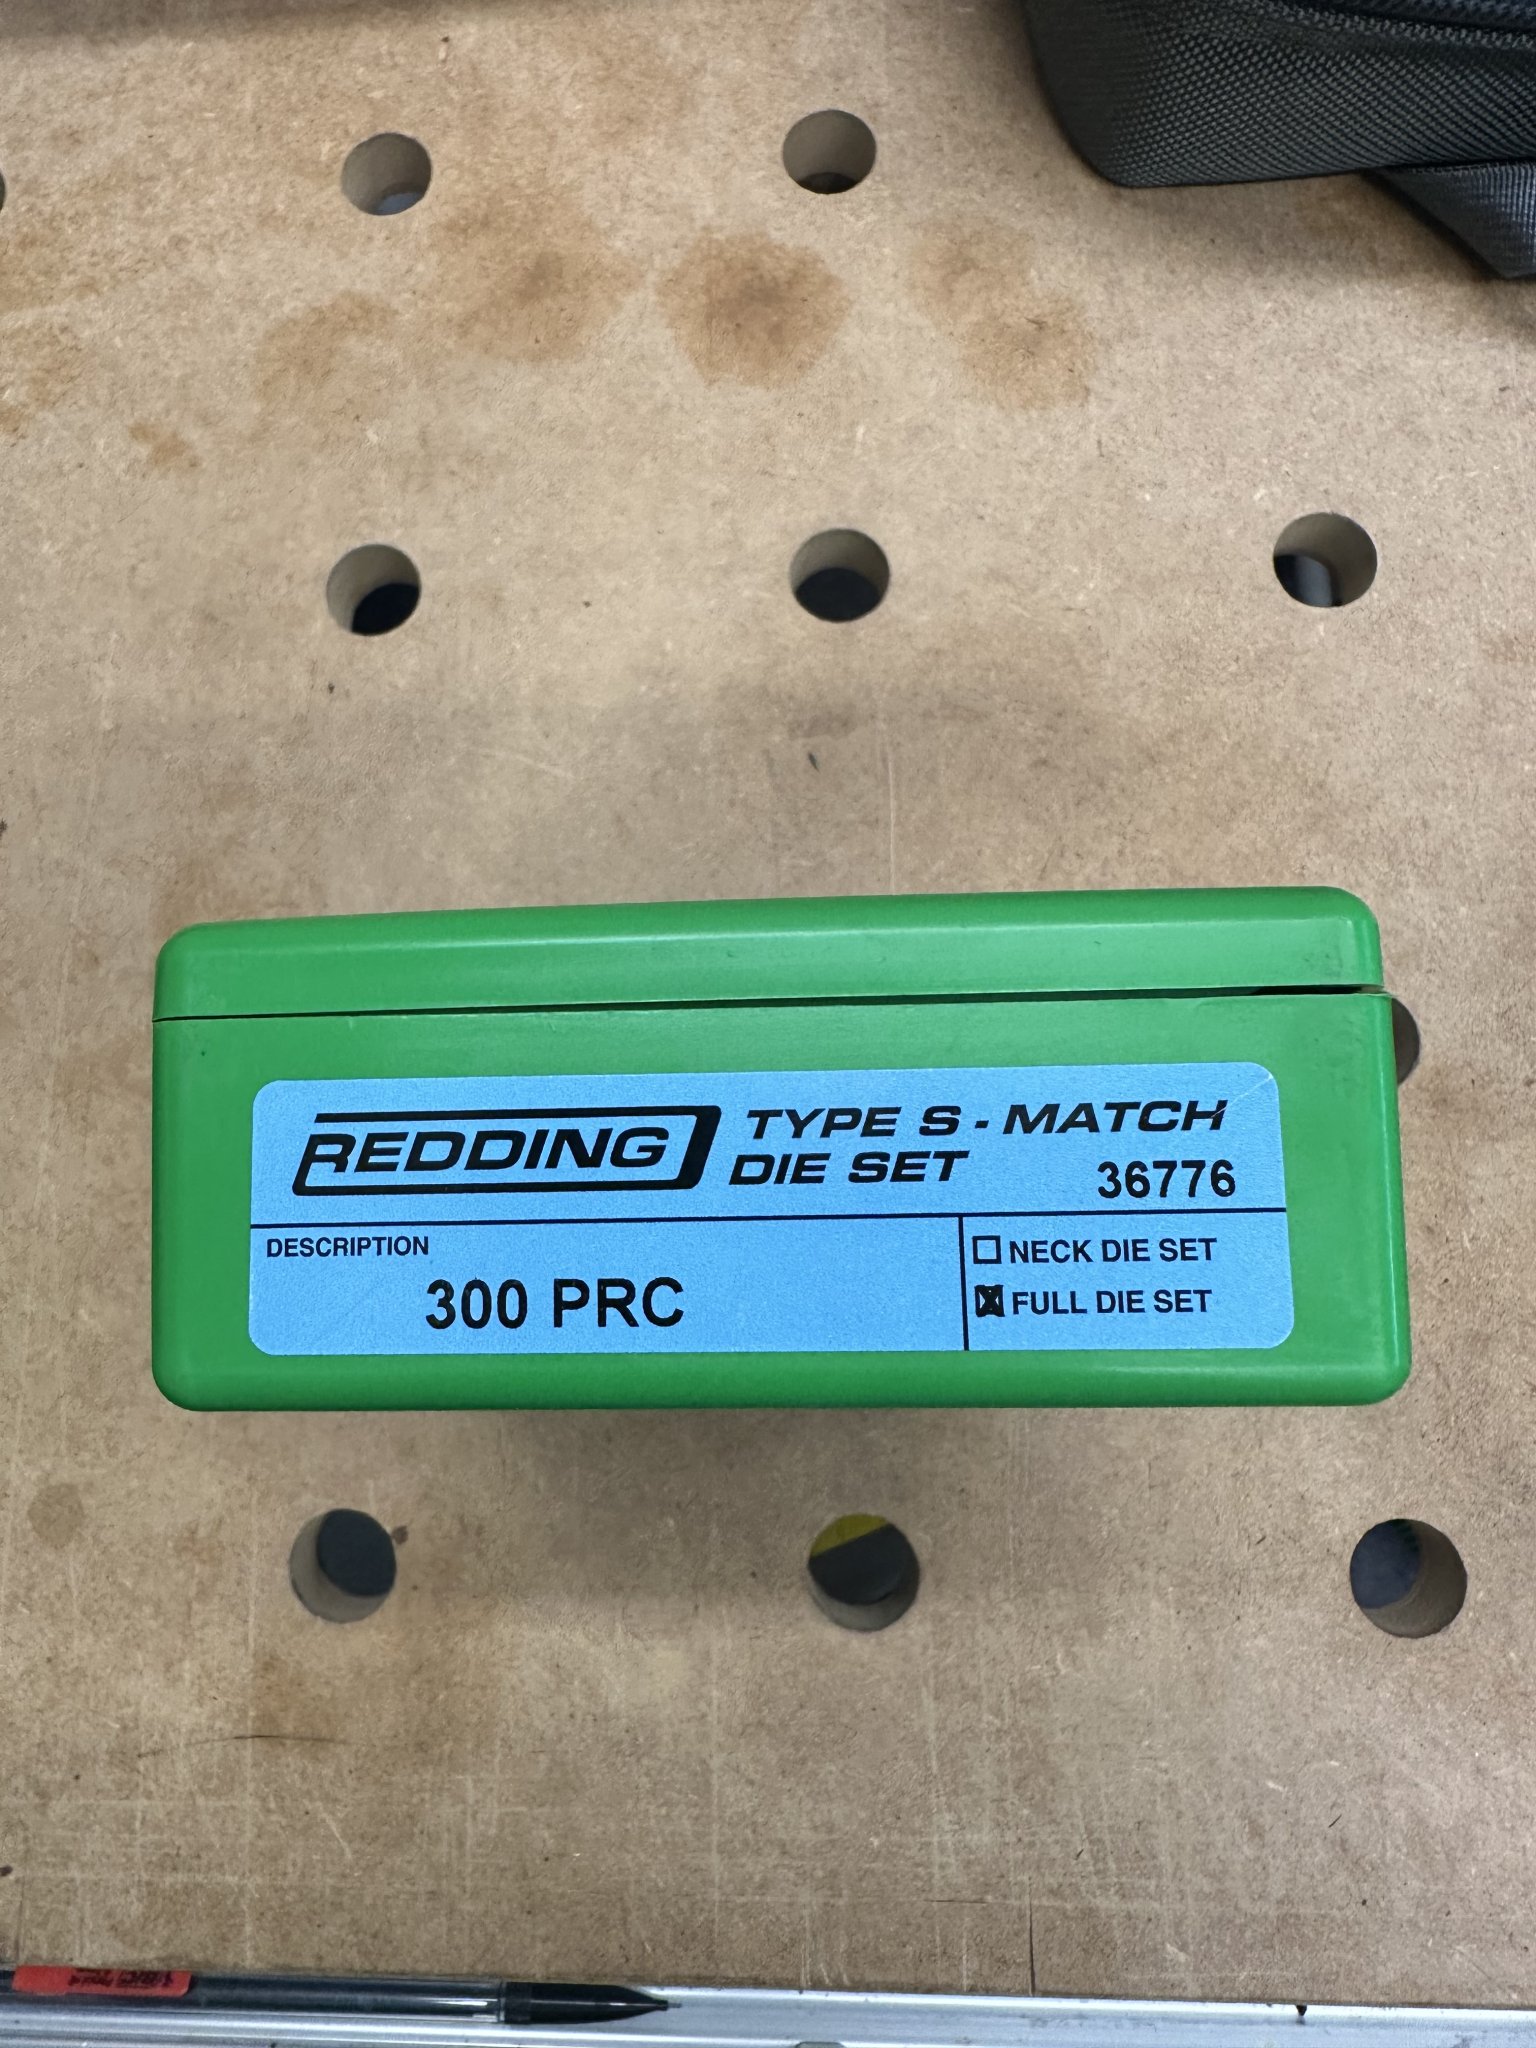 REDDING
TYPE S - MATCH
DIE SET
36776
DESCRIPTION
300 PRC
NECK DIE SET
FULL DIE SET